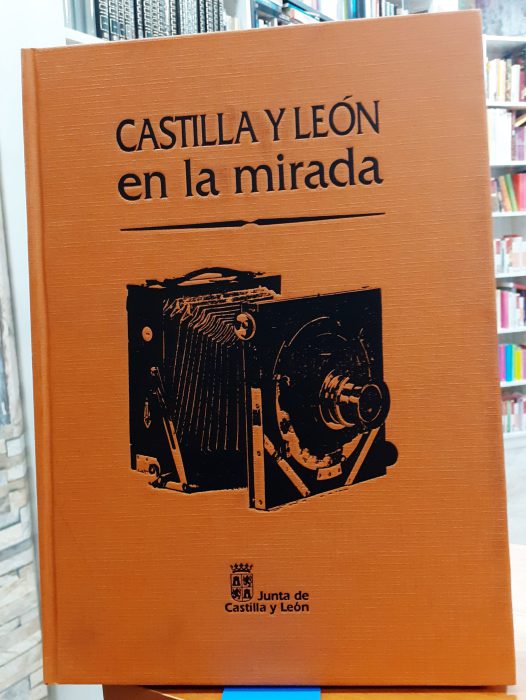 CASTILLA Y LEÓN
en la mirada
Junta de
Castilla y León